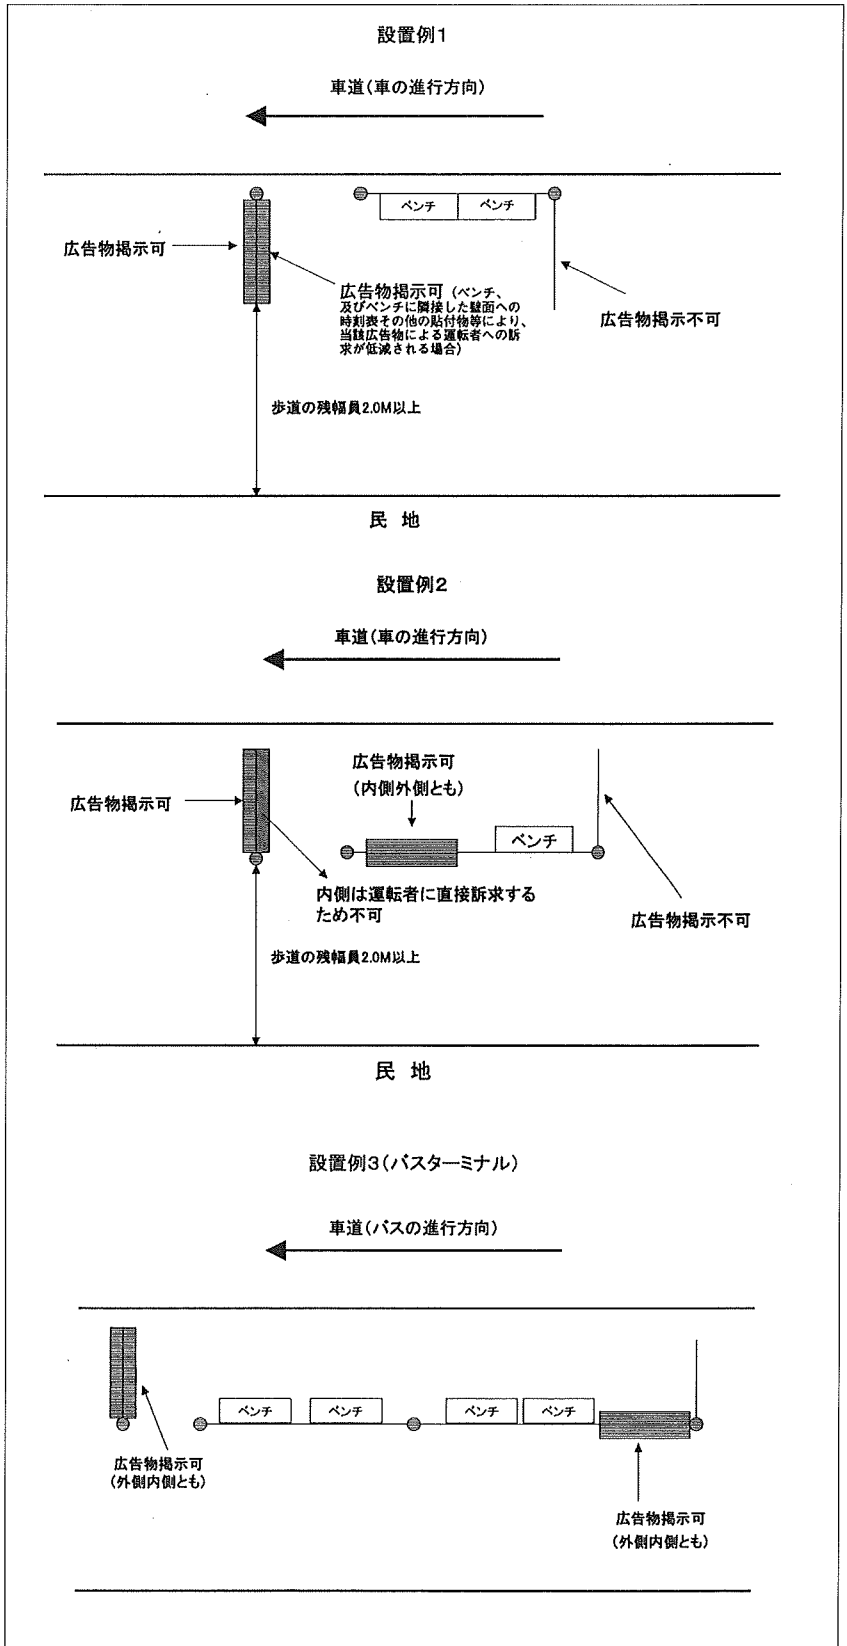 設置例1
車道(車の進行方向)
ベンチ
ベンチ
広告物掲示可
広告物掲示可(ベンチ、
及びベンチに隣接した壁面への
時刻表その他の貼付物等により、
当該広告物による運転者への訴
求が低減される場合)
広告物掲示不可
歩道の残幅員2.0M以上
民 地
設置例2
車道(車の進行方向)
広告物掲示可
(内側外側とも)
広告物掲示可
ベンチ
内側は運転者に直接訴求する
ため不可
広告物掲示不可
歩道の残幅員2.0M以上
民 地
設置例3(バスターミナル)
車道(バスの進行方向)
ベンチ
ベンチ
ベンチ
ベンチ
広告物掲示可
(外側内側とも)
広告物掲示可
(外側内側とも)